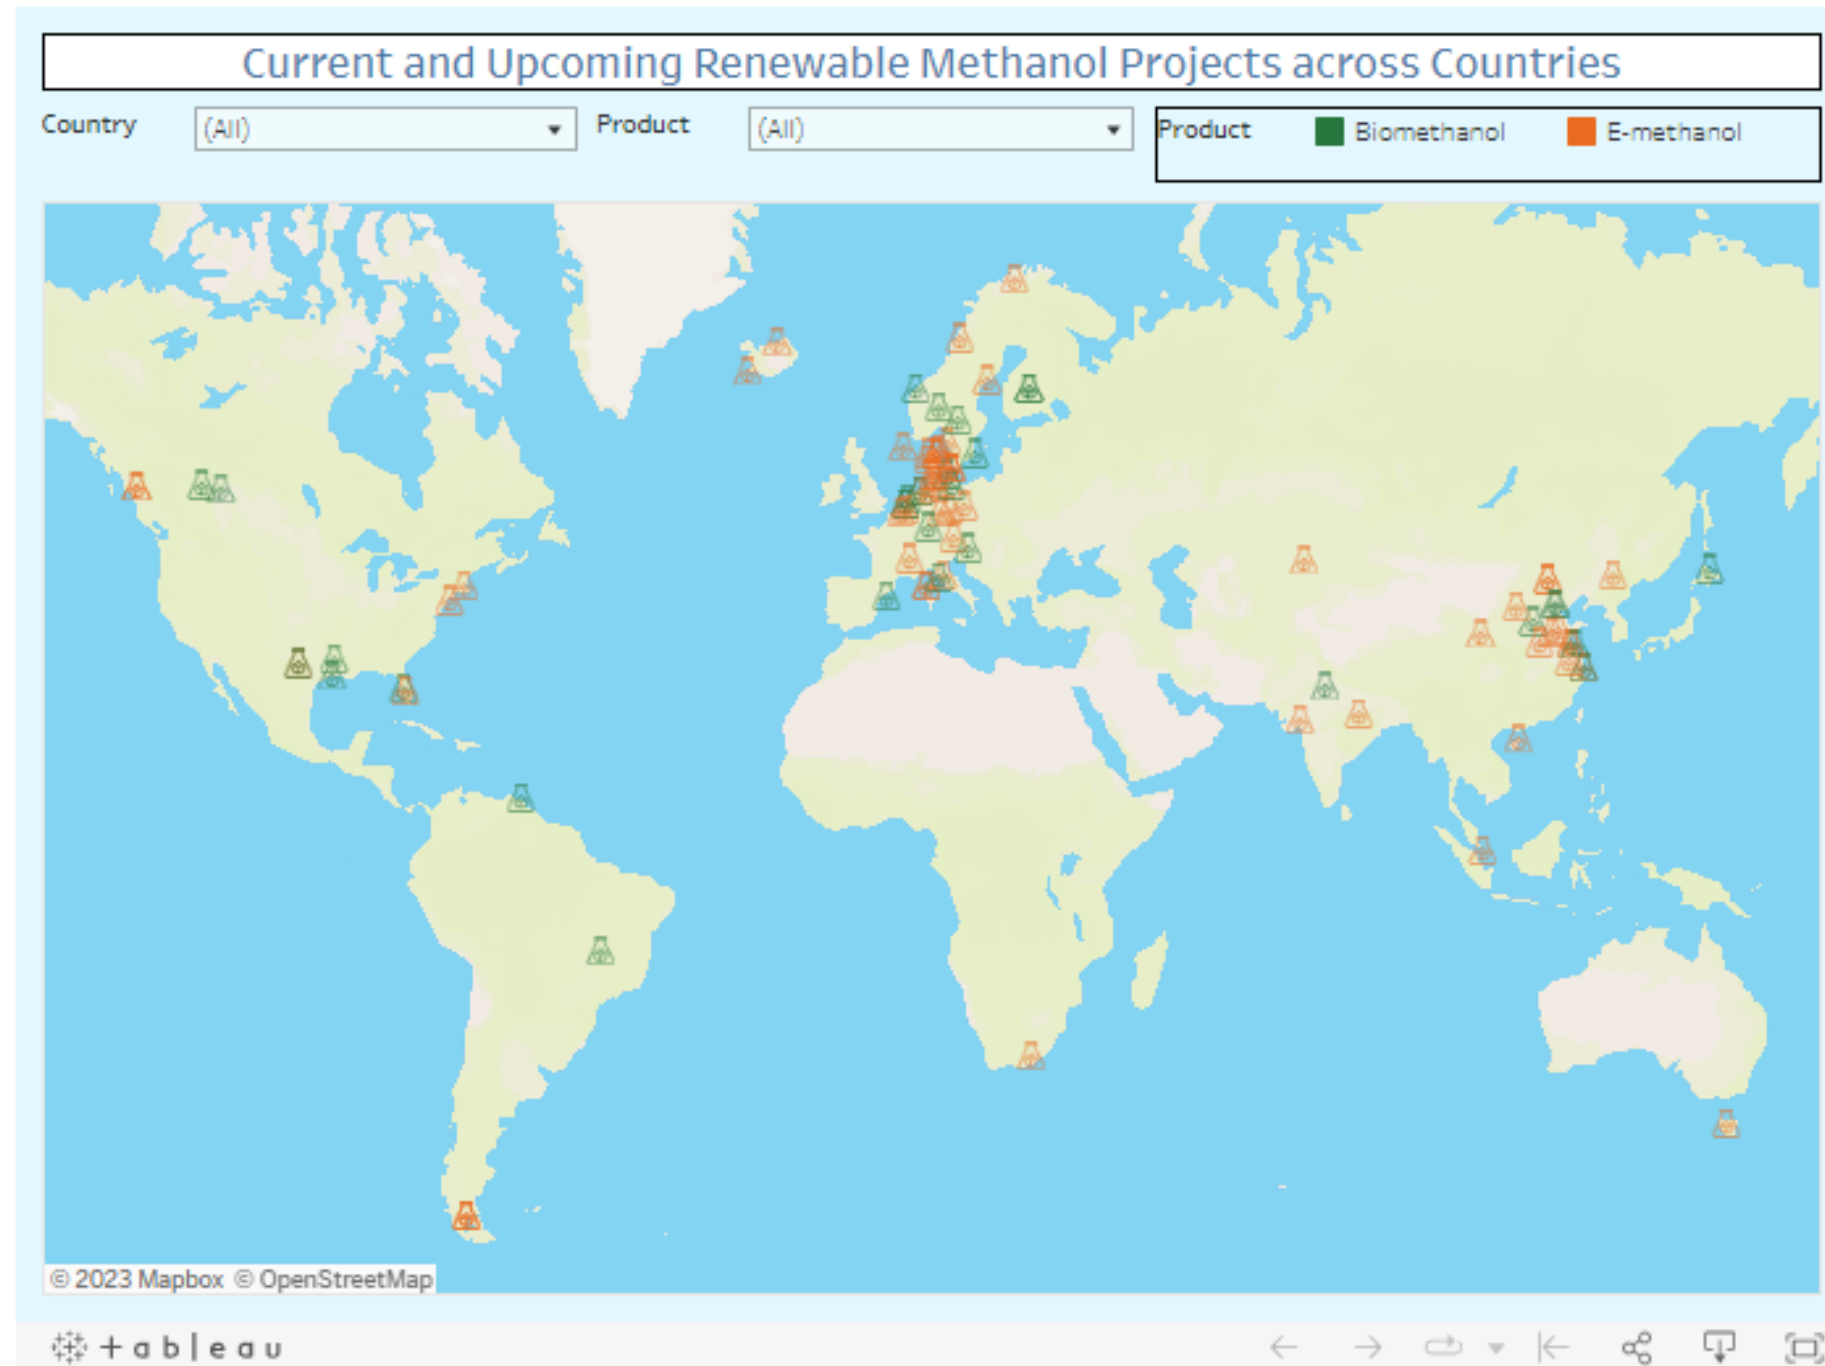 Current and Upcoming Renewable Methanol Projects across Countries
Country (All) Product (All) Product Biomethanol E-methanol
© 2023 Mapbox © OpenStreetMap
+ a b | e a u